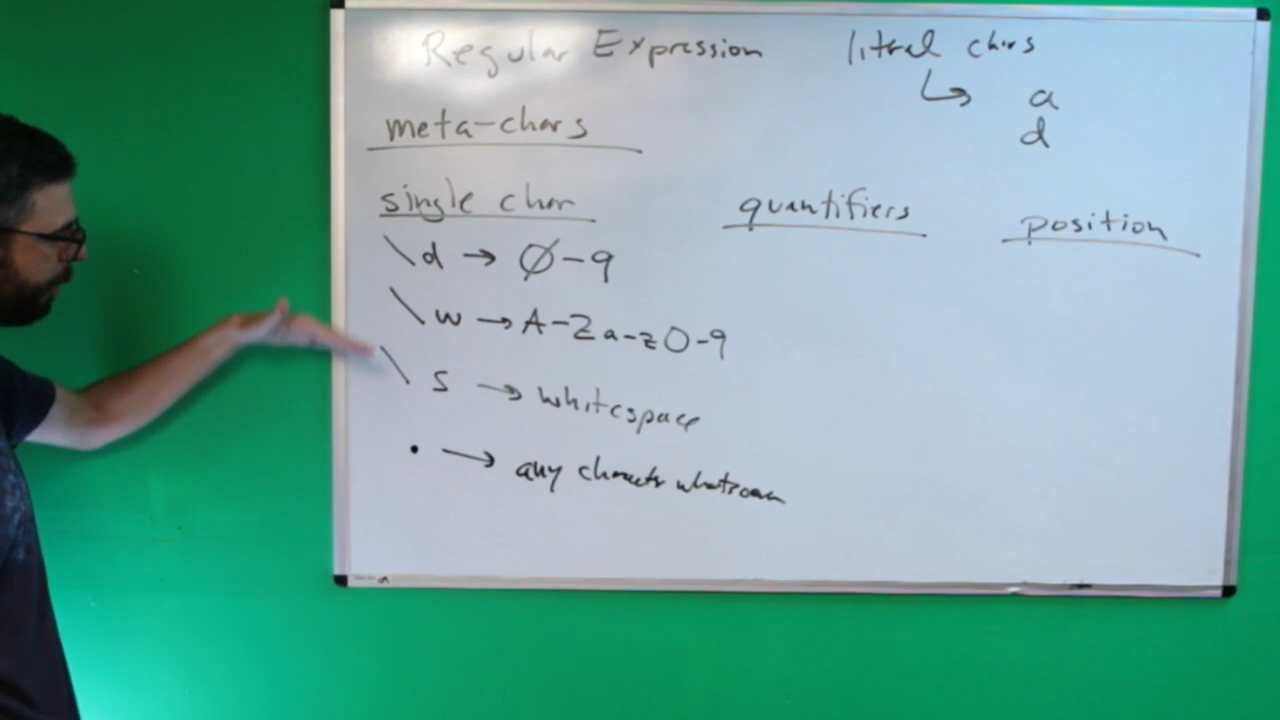 Regular Expression literal chars
↳ a
d
meta-chars
single char quantifiers position
\d → Ø-9
\w → A-Za-z0-9
\s → whitespace
. → any character whatsoever